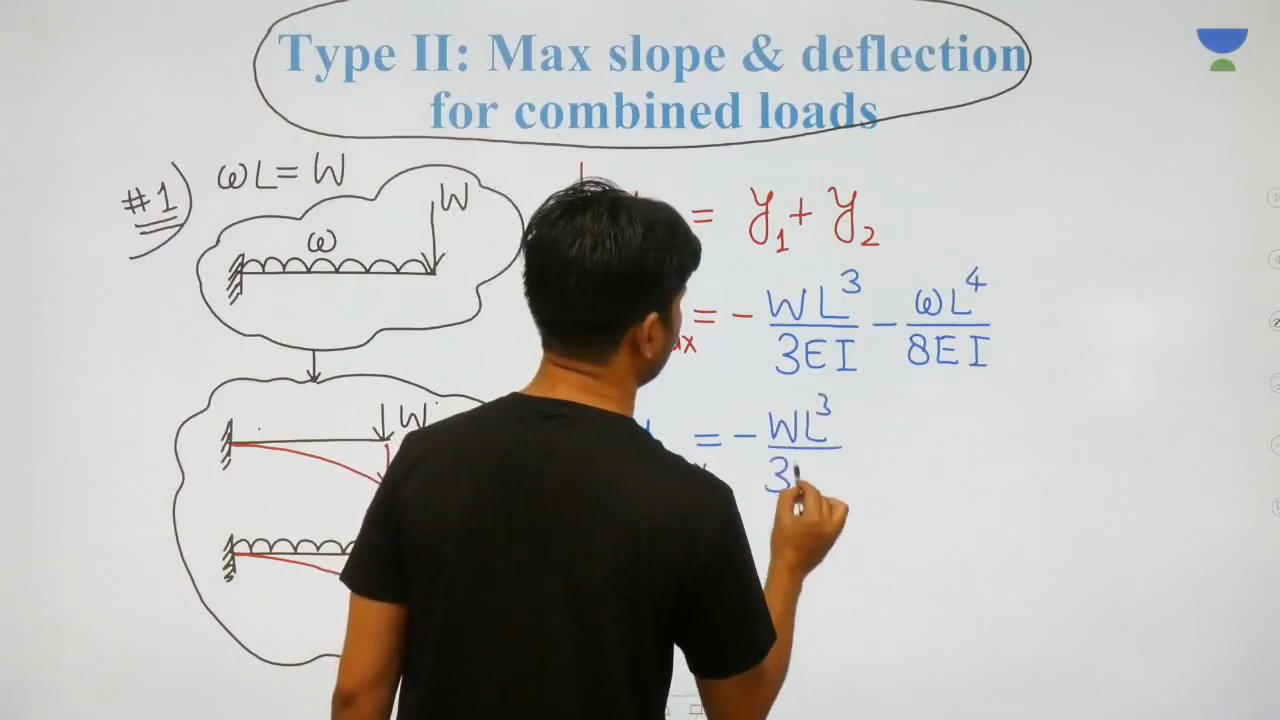 Type II: Max slope & deflection
for combined loads
#1) ωL = W
W
ω
= y₁ + y₂
= - WL³/3EI - ωL⁴/8EI
W
= - WL³/3